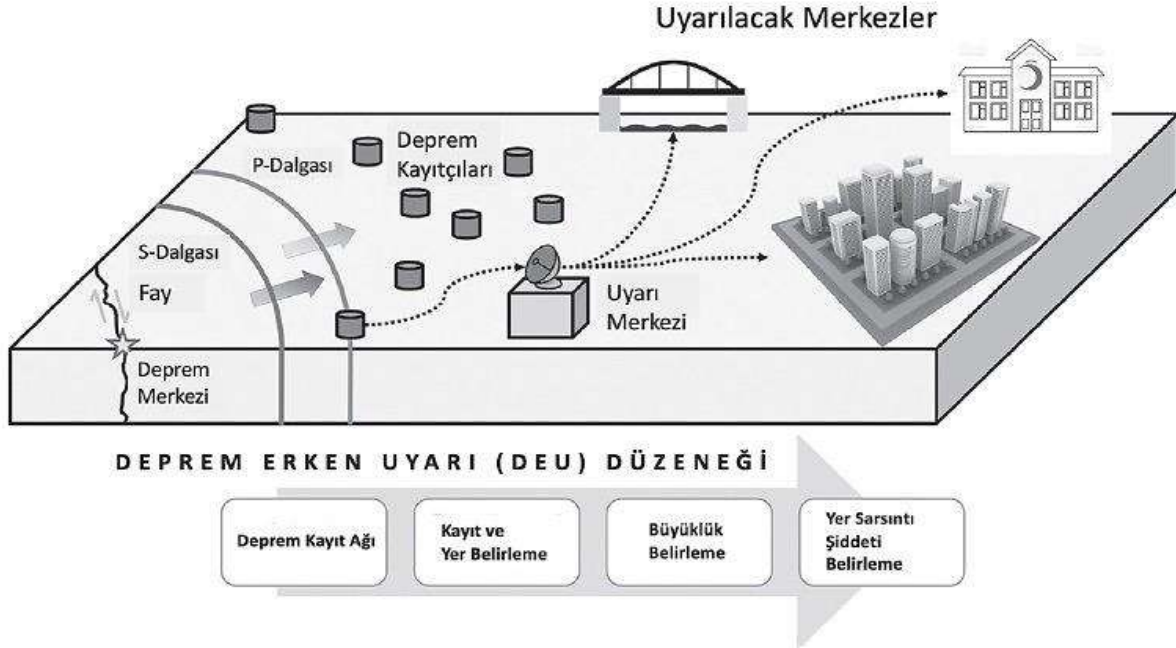 Uyarılacak Merkezler
P-Dalgası
Deprem
Kayıtçıları
S-Dalgası
Fay
Uyarı
Merkezi
Deprem
Merkezi
DEPREM ERKEN UYARI (DEU) DÜZENEĞİ
Deprem Kayıt Ağı
Kayıt ve
Yer Belirleme
Büyüklük
Belirleme
Yer Sarsıntı
Şiddeti
Belirleme